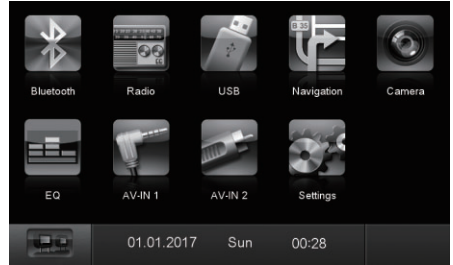 B 35
Bluetooth Radio USB Navigation Camera
EQ AV-IN 1 AV-IN 2 Settings
01.01.2017 Sun 00:28